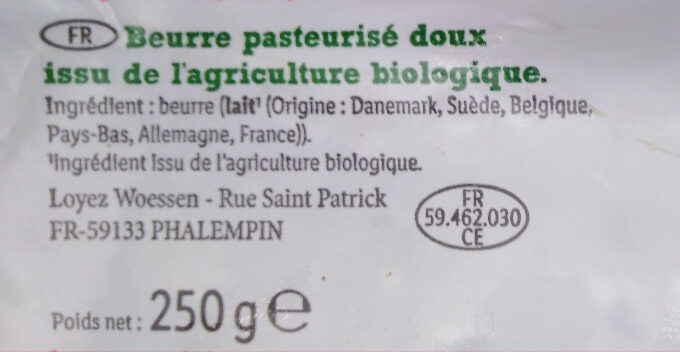 FR Beurre pasteurisé doux
issu de l'agriculture biologique.
Ingrédient : beurre (lait¹ (Origine : Danemark, Suède, Belgique,
Pays-Bas, Allemagne, France)).
¹Ingrédient issu de l'agriculture biologique.
Loyez Woessen - Rue Saint Patrick
FR-59133 PHALEMPIN
FR
59.462.030
CE
Poids net : 250 g e